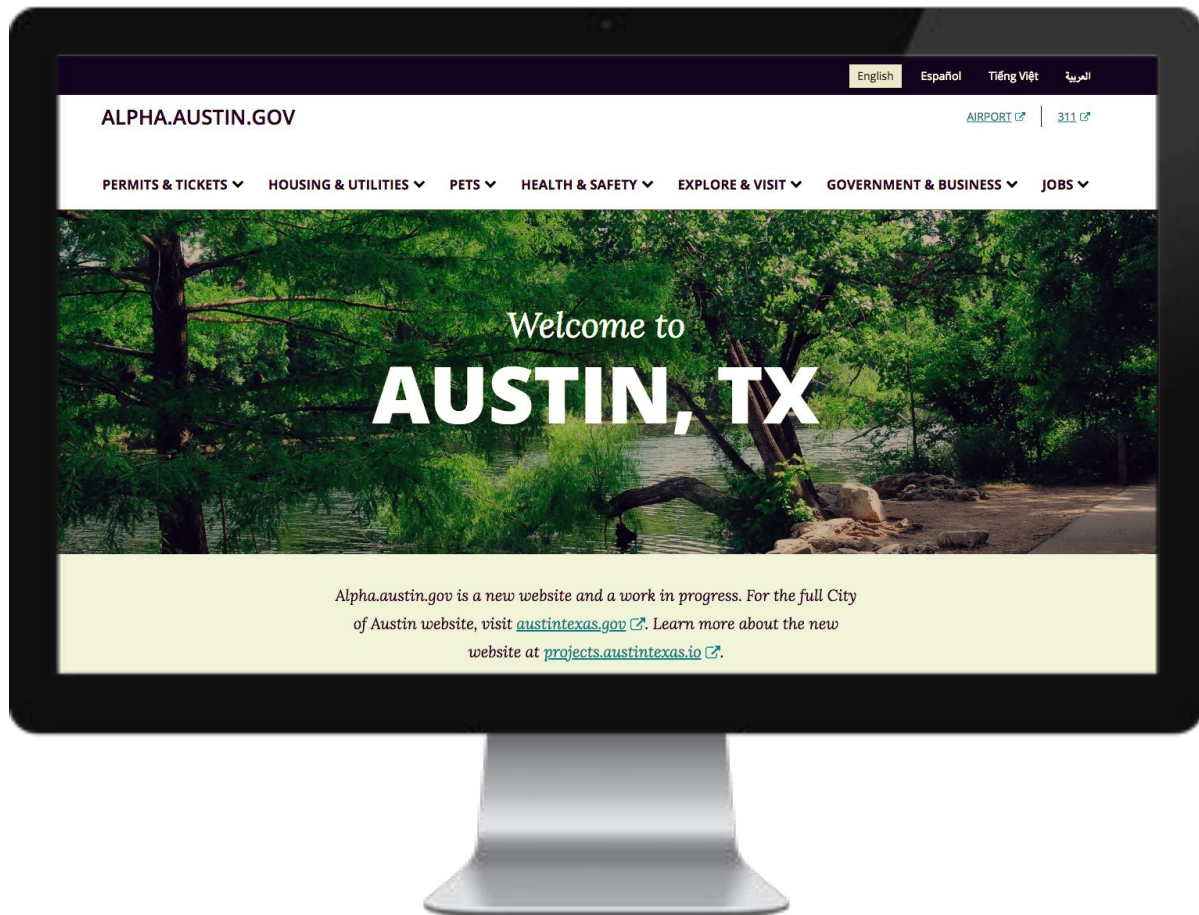 English Español Tiếng Việt العربية
ALPHA.AUSTIN.GOV
AIRPORT 311
PERMITS & TICKETS HOUSING & UTILITIES PETS HEALTH & SAFETY EXPLORE & VISIT GOVERNMENT & BUSINESS JOBS
Welcome to
AUSTIN, TX
Alpha.austin.gov is a new website and a work in progress. For the full City
of Austin website, visit austintexas.gov. Learn more about the new
website at projects.austintexas.io.